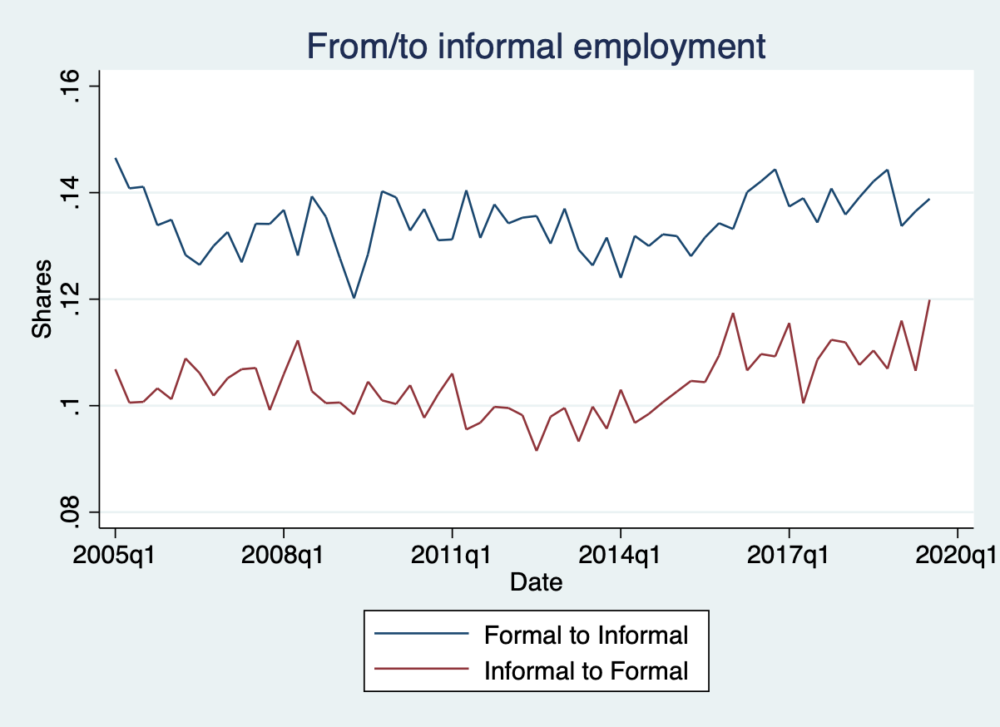 From/to informal employment
.16
.14
.12
.1
.08
Shares
2005q1 2008q1 2011q1 2014q1 2017q1 2020q1
Date
Formal to Informal
Informal to Formal